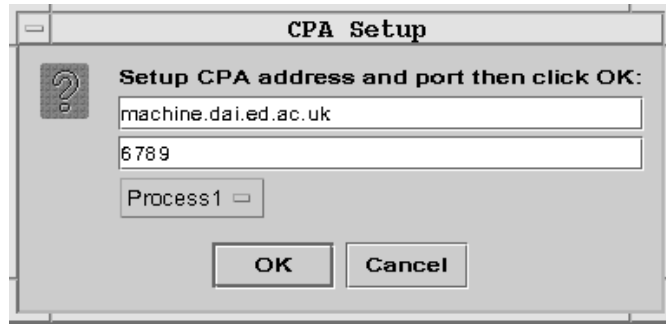 CPA Setup
Setup CPA address and port then click OK:
machine.dai.ed.ac.uk
6789
Process1
OK Cancel